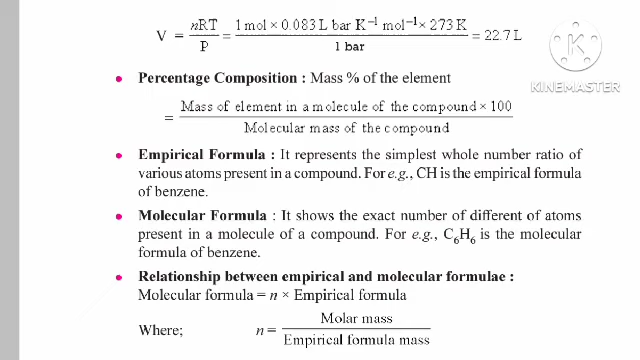 V = nRT/P = 1 mol × 0.083 L bar K⁻¹ mol⁻¹ × 273 K / 1 bar = 22.7 L
KINEMASTER
• Percentage Composition : Mass % of the element
= Mass of element in a molecule of the compound × 100 / Molecular mass of the compound
• Empirical Formula : It represents the simplest whole number ratio of
various atoms present in a compound. For e.g., CH is the empirical formula
of benzene.
• Molecular Formula : It shows the exact number of different of atoms
present in a molecule of a compound. For e.g., C₆H₆ is the molecular
formula of benzene.
• Relationship between empirical and molecular formulae :
Molecular formula = n × Empirical formula
Where; n = Molar mass / Empirical formula mass